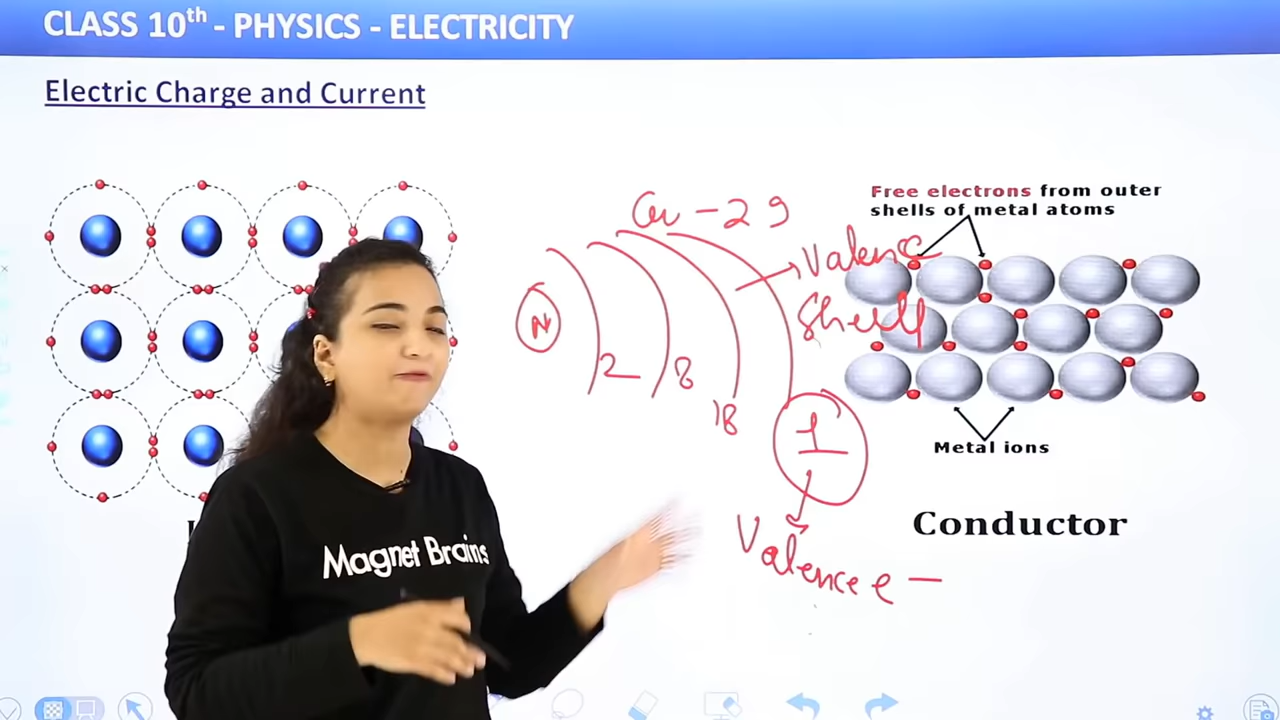 CLASS 10th - PHYSICS - ELECTRICITY
Electric Charge and Current
Free electrons from outer
shells of metal atoms
Cu - 29
Valence
Shell
N
2
8
18
1
Metal ions
Conductor
Valence e -
Magnet Brains